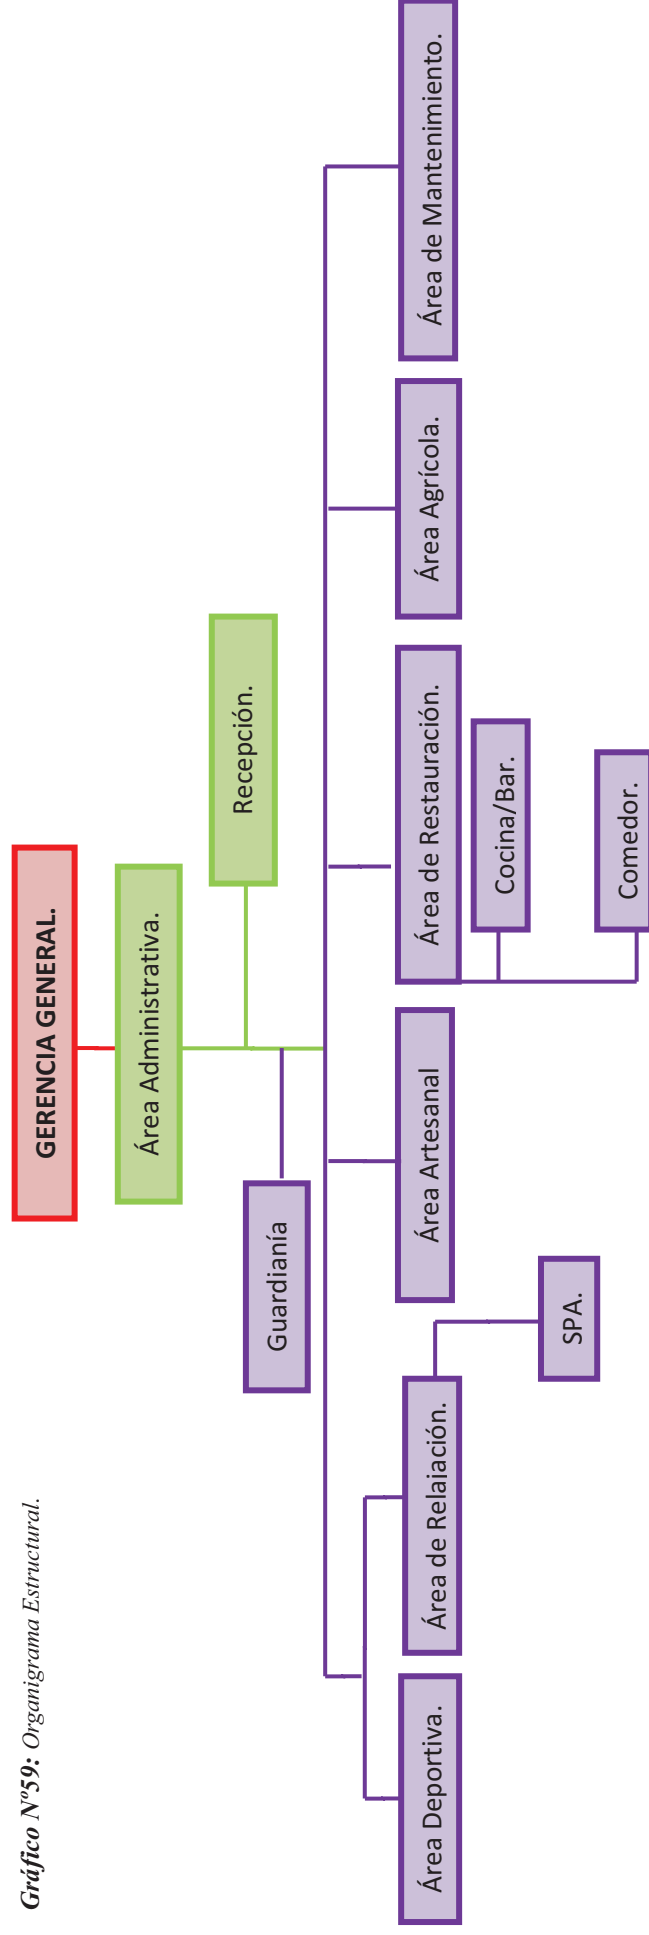 Gráfico Nº59: Organigrama Estructural.
GERENCIA GENERAL.
Área Administrativa.
Recepción.
Guardianía
Área Deportiva.
Área de Relaiación.
Área Artesanal
Área de Restauración.
Área Agrícola.
Área de Mantenimiento.
SPA.
Cocina/Bar.
Comedor.